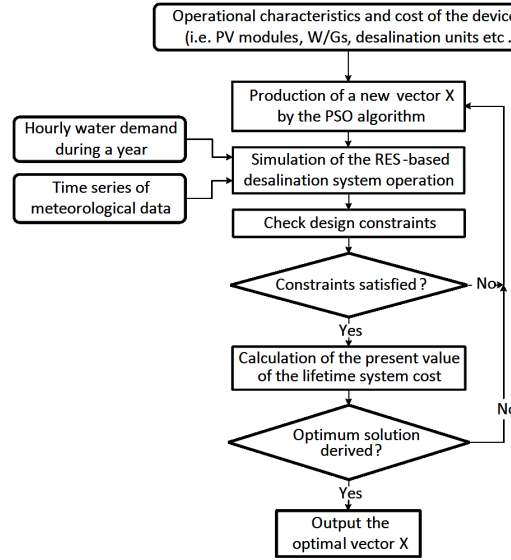 Operational characteristics and cost of the device
(i.e. PV modules, W/Gs, desalination units etc .
Production of a new vector X
by the PSO algorithm
Hourly water demand
during a year
Simulation of the RES-based
desalination system operation
Time series of
meteorological data
Check design constraints
Constraints satisfied?
No
Yes
Calculation of the present value
of the lifetime system cost
No
Optimum solution
derived?
Yes
Output the
optimal vector X